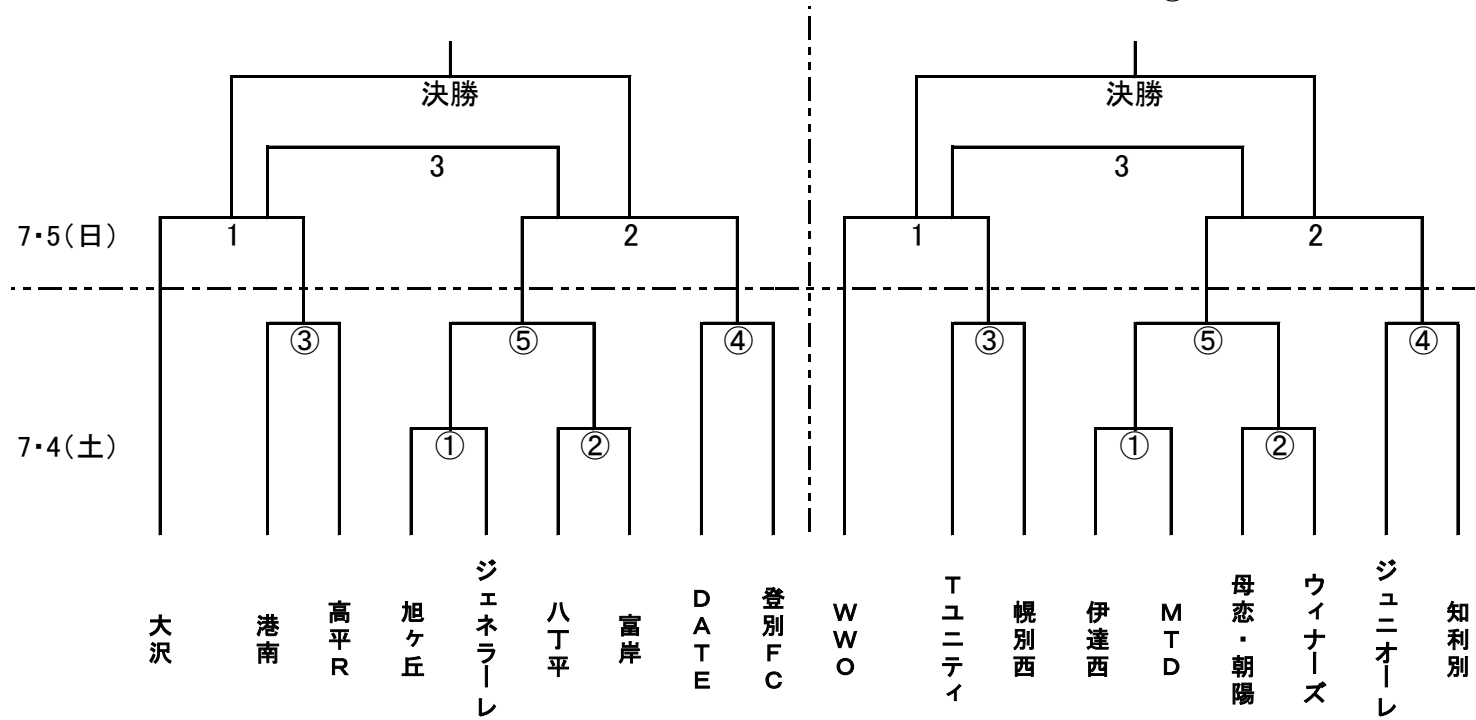 決勝
決勝
3
3
7・5(日)
1
2
1
2
③
⑤
④
③
⑤
④
7・4(土)
①
②
①
②
大沢
港南
高平R
旭ヶ丘
ジェネラーレ
八丁平
富岸
DATE
登別FC
WWO
Tユニティ
幌別西
伊達西
MTD
母恋・朝陽
ウィナーズ
ジュニオーレ
知利別